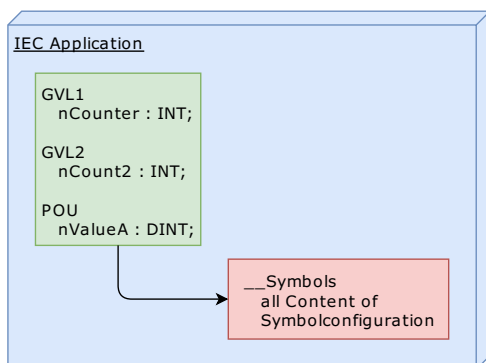 IEC Application
GVL1
nCounter : INT;
GVL2
nCount2 : INT;
POU
nValueA : DINT;
__Symbols
all Content of
Symbolconfiguration